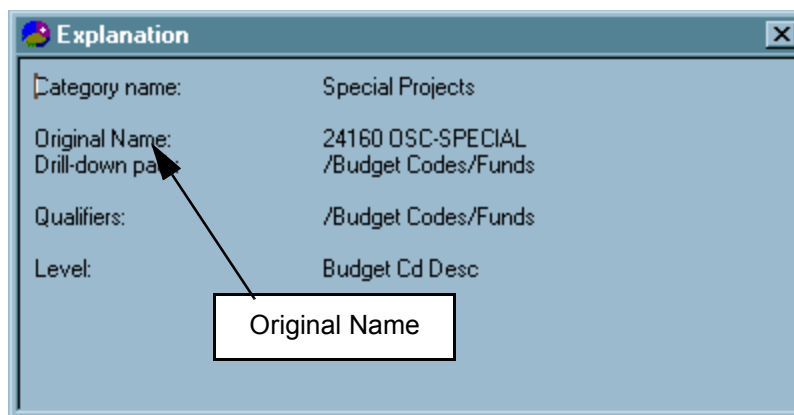 Explanation
Category name: Special Projects
Original Name: 24160 OSC-SPECIAL
Drill-down pa /Budget Codes/Funds
Qualifiers: /Budget Codes/Funds
Level: Budget Cd Desc
Original Name